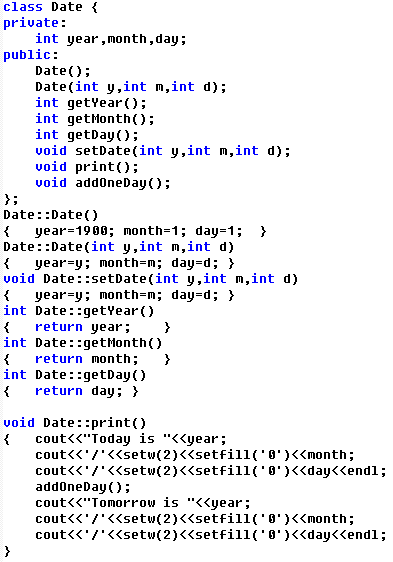 class Date {
private:
    int year,month,day;
public:
    Date();
    Date(int y,int m,int d);
    int getYear();
    int getMonth();
    int getDay();
    void setDate(int y,int m,int d);
    void print();
    void addOneDay();
};
Date::Date()
{   year=1900; month=1; day=1;  }
Date::Date(int y,int m,int d)
{   year=y; month=m; day=d; }
void Date::setDate(int y,int m,int d)
{   year=y; month=m; day=d; }
int Date::getYear()
{   return year;    }
int Date::getMonth()
{   return month;   }
int Date::getDay()
{   return day; }

void Date::print()
{   cout<<"Today is "<<year;
    cout<<'/'<<setw(2)<<setfill('0')<<month;
    cout<<'/'<<setw(2)<<setfill('0')<<day<<endl;
    addOneDay();
    cout<<"Tomorrow is "<<year;
    cout<<'/'<<setw(2)<<setfill('0')<<month;
    cout<<'/'<<setw(2)<<setfill('0')<<day<<endl;
}